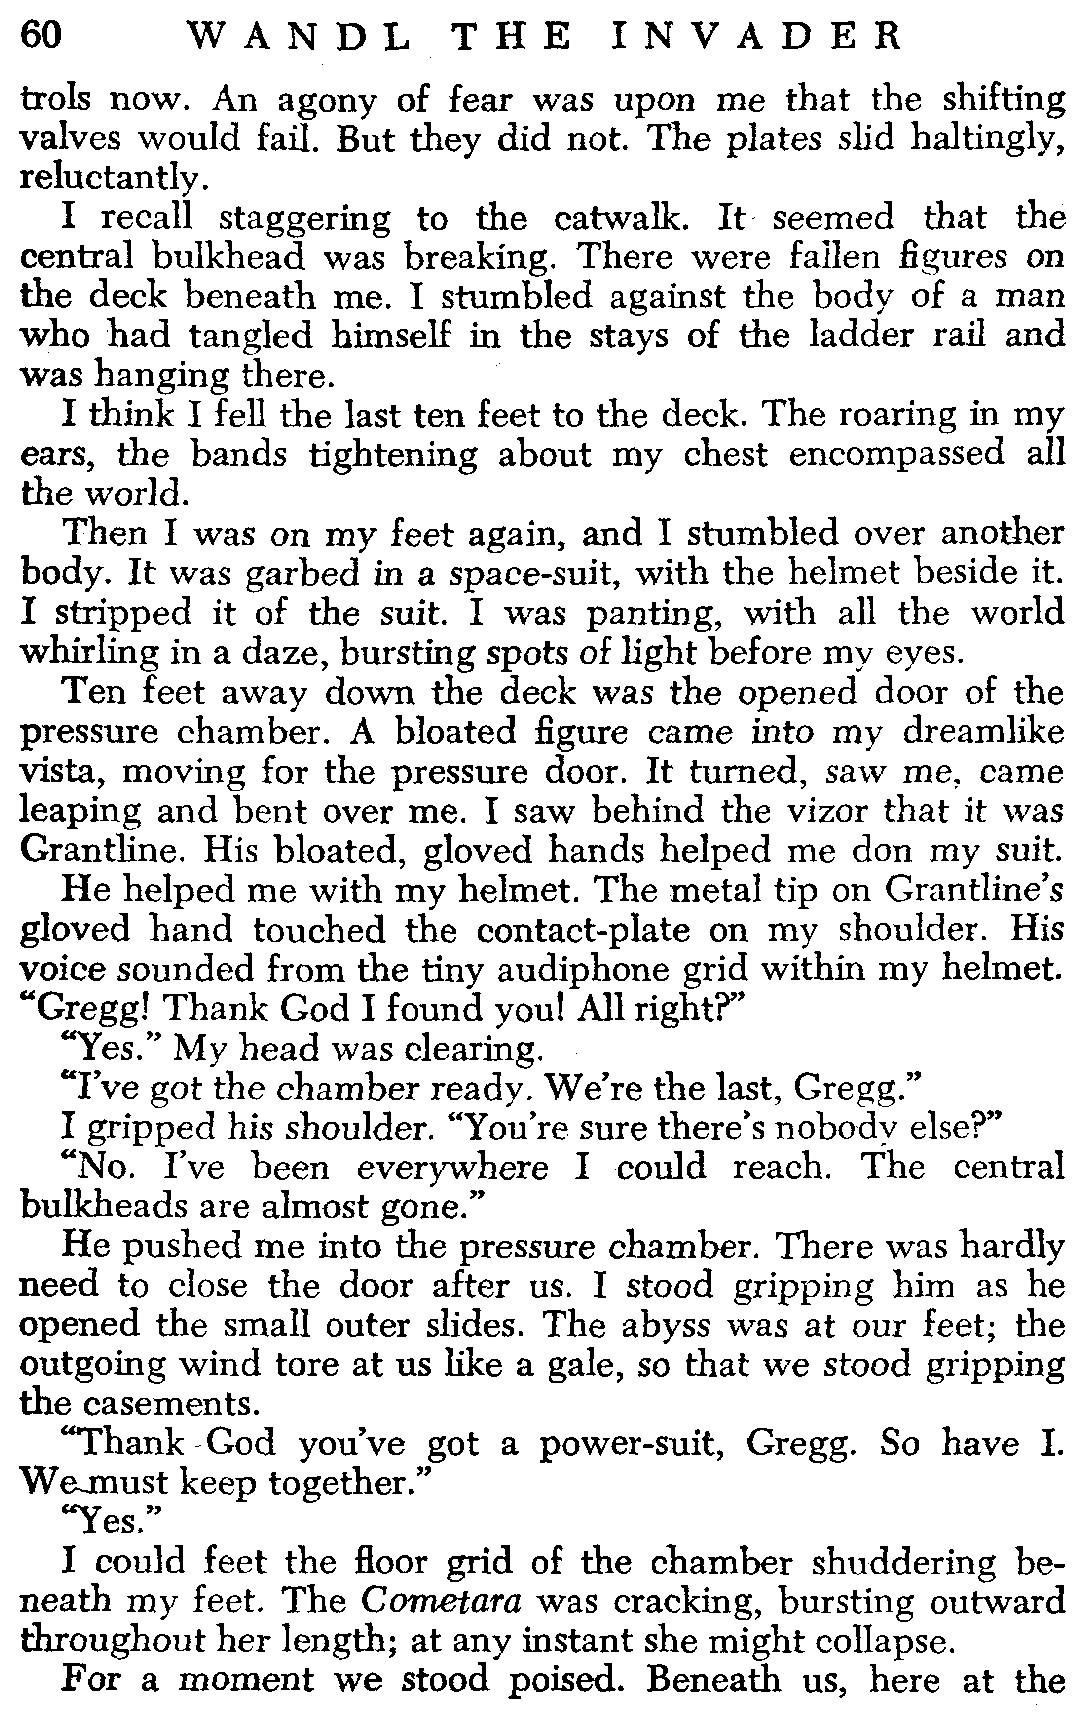 60 WANDL THE INVADER
trols now. An agony of fear was upon me that the shifting
valves would fail. But they did not. The plates slid haltingly,
reluctantly.
I recall staggering to the catwalk. It seemed that the
central bulkhead was breaking. There were fallen figures on
the deck beneath me. I stumbled against the body of a man
who had tangled himself in the stays of the ladder rail and
was hanging there.
I think I fell the last ten feet to the deck. The roaring in my
ears, the bands tightening about my chest encompassed all
the world.
Then I was on my feet again, and I stumbled over another
body. It was garbed in a space-suit, with the helmet beside it.
I stripped it of the suit. I was panting, with all the world
whirling in a daze, bursting spots of light before my eyes.
Ten feet away down the deck was the opened door of the
pressure chamber. A bloated figure came into my dreamlike
vista, moving for the pressure door. It turned, saw me, came
leaping and bent over me. I saw behind the vizor that it was
Grantline. His bloated, gloved hands helped me don my suit.
He helped me with my helmet. The metal tip on Grantline's
gloved hand touched the contact-plate on my shoulder. His
voice sounded from the tiny audiphone grid within my helmet.
“Gregg! Thank God I found you! All right?”
“Yes.” My head was clearing.
“I've got the chamber ready. We're the last, Gregg.”
I gripped his shoulder. “You're sure there's nobody else?”
“No. I've been everywhere I could reach. The central
bulkheads are almost gone.”
He pushed me into the pressure chamber. There was hardly
need to close the door after us. I stood gripping him as he
opened the small outer slides. The abyss was at our feet; the
outgoing wind tore at us like a gale, so that we stood gripping
the casements.
“Thank God you've got a power-suit, Gregg. So have I.
We must keep together.”
“Yes.”
I could feet the floor grid of the chamber shuddering be-
neath my feet. The Cometara was cracking, bursting outward
throughout her length; at any instant she might collapse.
For a moment we stood poised. Beneath us, here at the